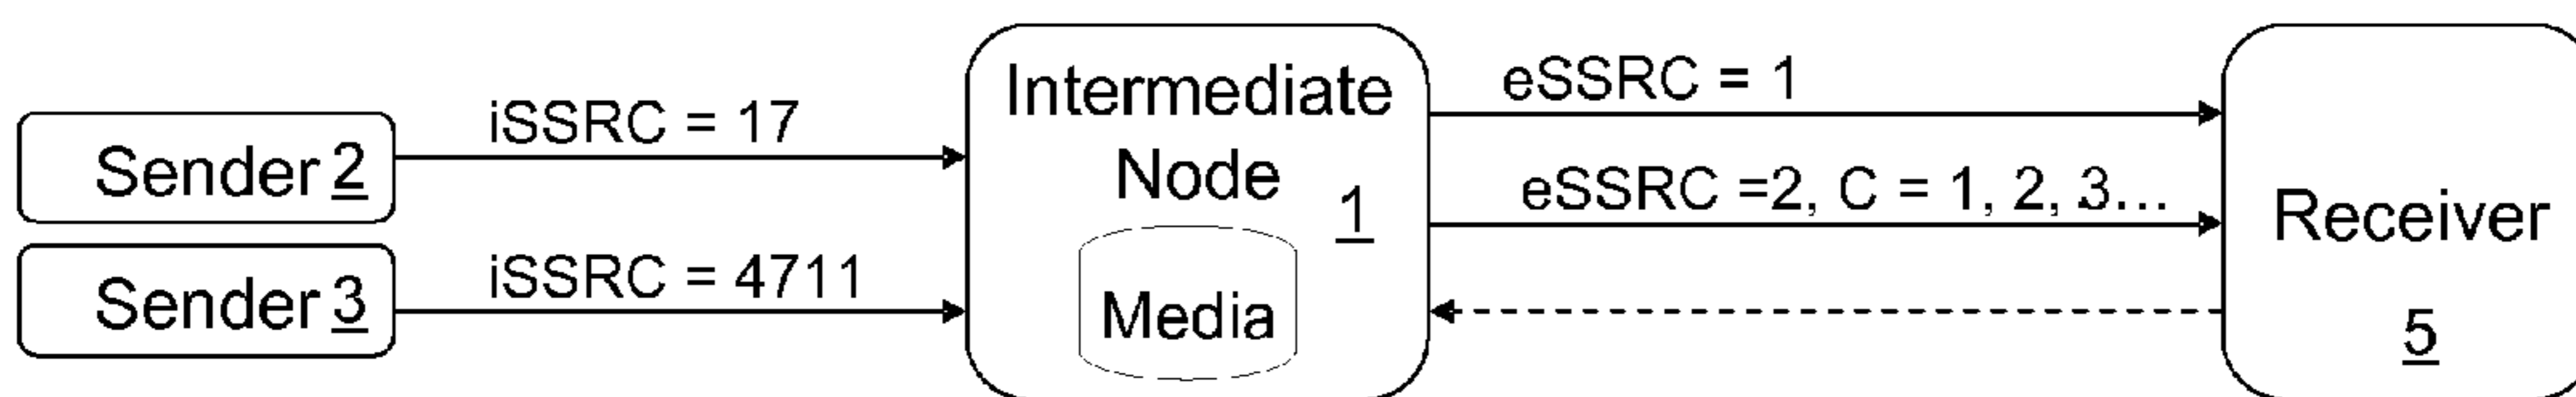 Sender 2
iSSRC = 17
Sender 3
iSSRC = 4711
Intermediate
Node
1
Media
eSSRC = 1
eSSRC =2, C = 1, 2, 3...
Receiver
5